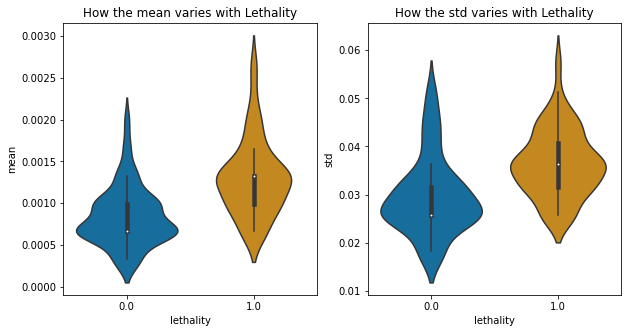 How the mean varies with Lethality
0.0030
0.0025
0.0020
0.0015
0.0010
0.0005
0.0000
mean
0.0
1.0
lethality
How the std varies with Lethality
0.06
0.05
0.04
0.03
0.02
0.01
std
0.0
1.0
lethality